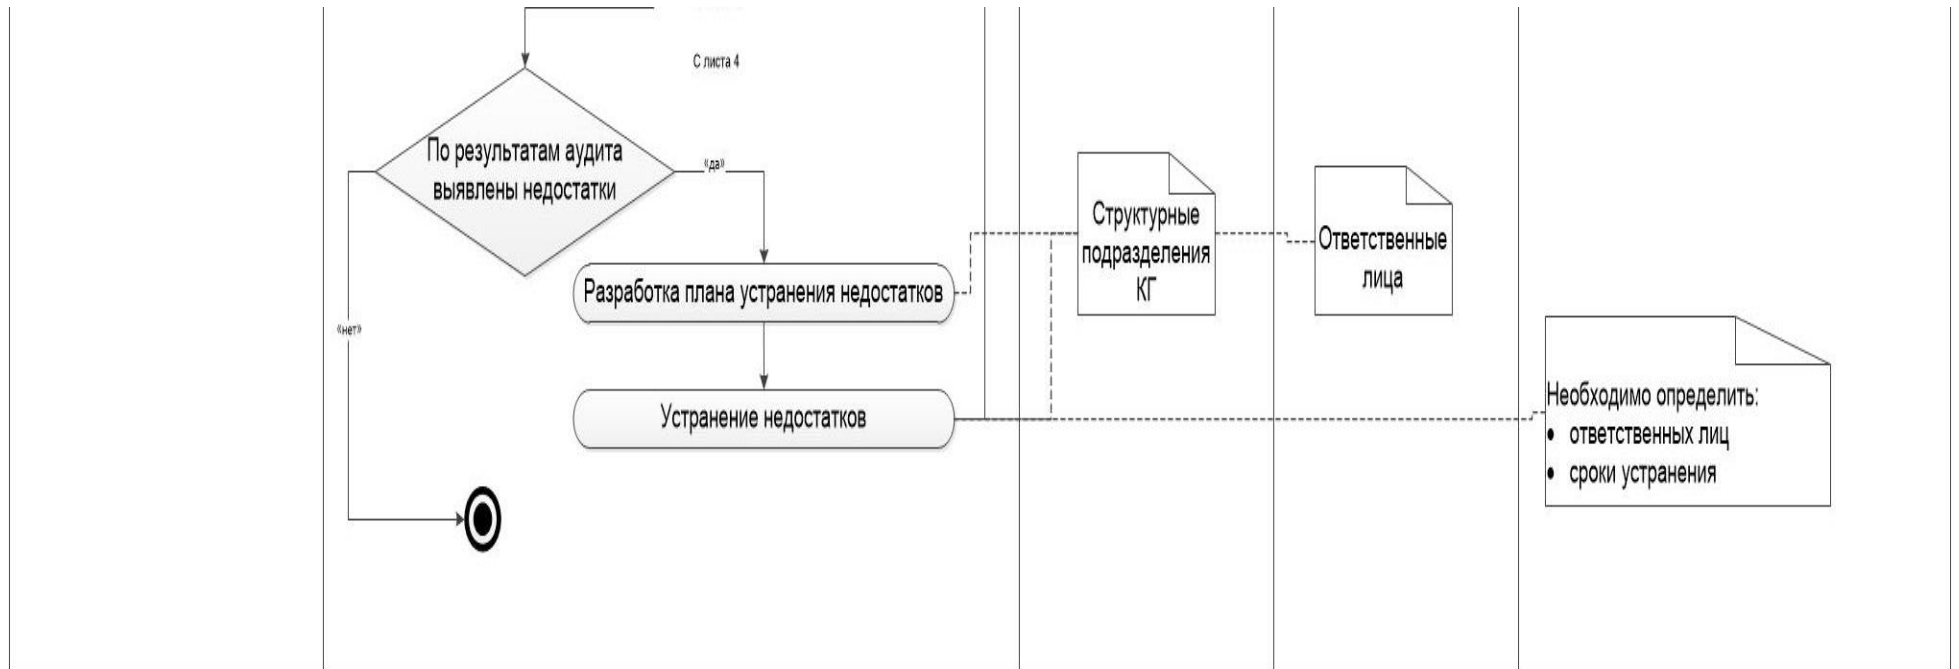 С листа 4
По результатам аудита
выявлены недостатки
«да»
Разработка плана устранения недостатков
«нет»
Устранение недостатков
Структурные
подразделения
КГ
Ответственные
лица
Необходимо определить:
• ответственных лиц
• сроки устранения